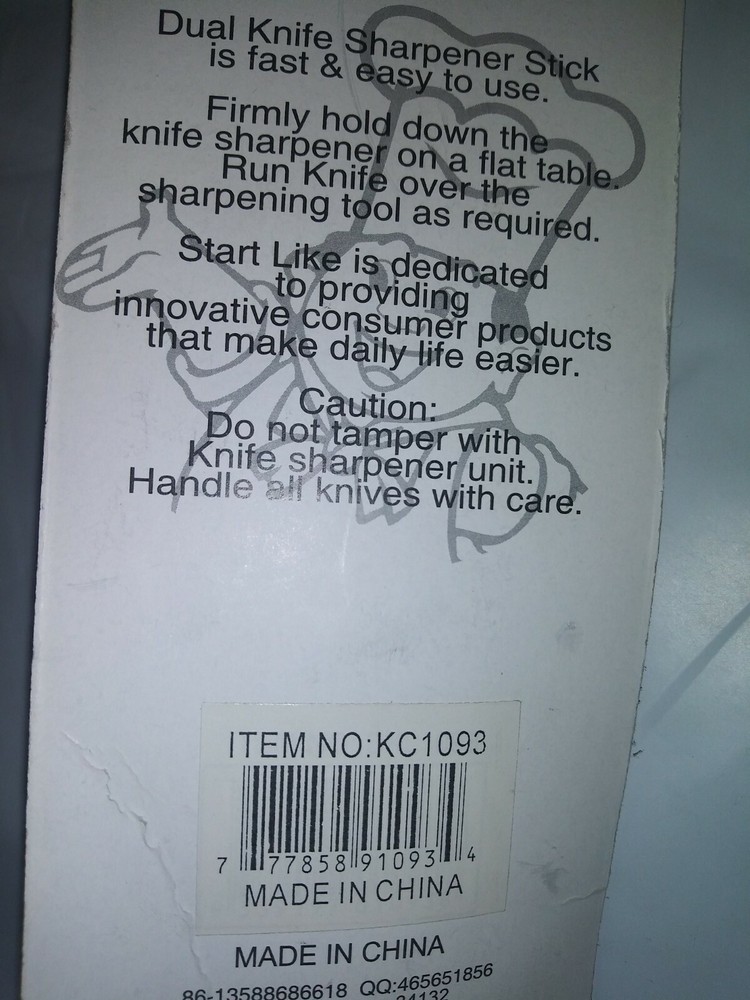 Dual Knife Sharpener Stick
is fast & easy to use.
Firmly hold down the
knife sharpener on a flat table.
Run Knife over the
sharpening tool as required.
Start Like is dedicated
to providing
innovative consumer products
that make daily life easier.
Caution:
Do not tamper with
Knife sharpener unit.
Handle all knives with care.
ITEM NO:KC1093
7 77858 91093 4
MADE IN CHINA
MADE IN CHINA
86-13588686618 QQ:465651856
24132